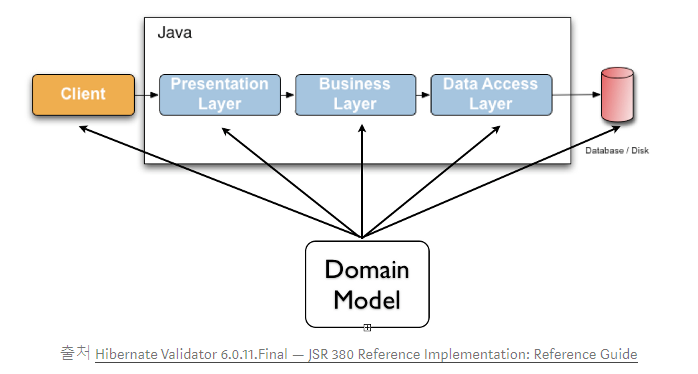 Java
Client
Presentation
Layer
Business
Layer
Data Access
Layer
Database / Disk
Domain
Model
출처 Hibernate Validator 6.0.11.Final — JSR 380 Reference Implementation: Reference Guide